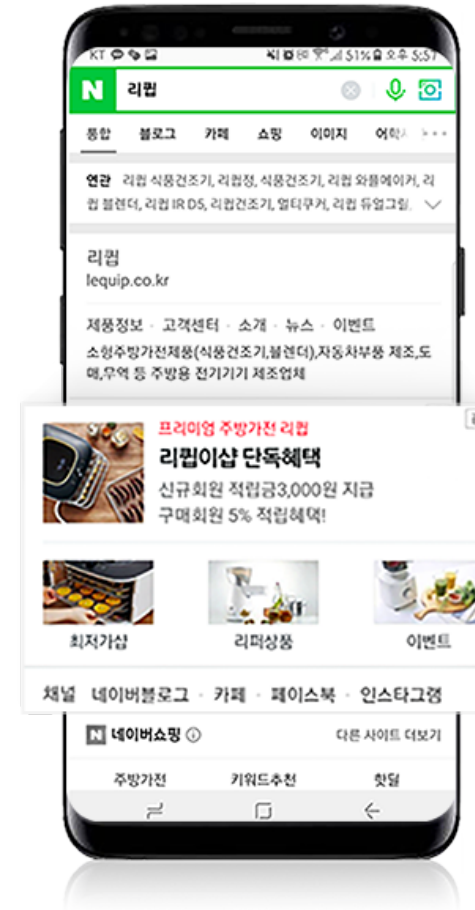 KT 51% 오후 5:57
N 리큅
통합 블로그 카페 쇼핑 이미지 어학
연관 리큅 식품건조기, 리큅정, 식품건조기, 리큅 와플메이커, 리
큅 블렌더, 리큅 IR D5, 리큅건조기, 멀티쿠커, 리큅 듀얼그릴,
리큅
lequip.co.kr
제품정보 · 고객센터 · 소개 · 뉴스 · 이벤트
소형주방가전제품(식품건조기,블렌더),자동차부품 제조,도
매,무역 등 주방용 전기기기 제조업체
프리미엄 주방가전 리큅
리큅이샵 단독혜택
신규회원 적립금3,000원 지급
구매회원 5% 적립혜택!
최저가샵 리퍼상품 이벤트
채널 네이버블로그 · 카페 · 페이스북 · 인스타그램
N 네이버쇼핑 다른 사이트 더보기
주방가전 키워드추천 핫딜